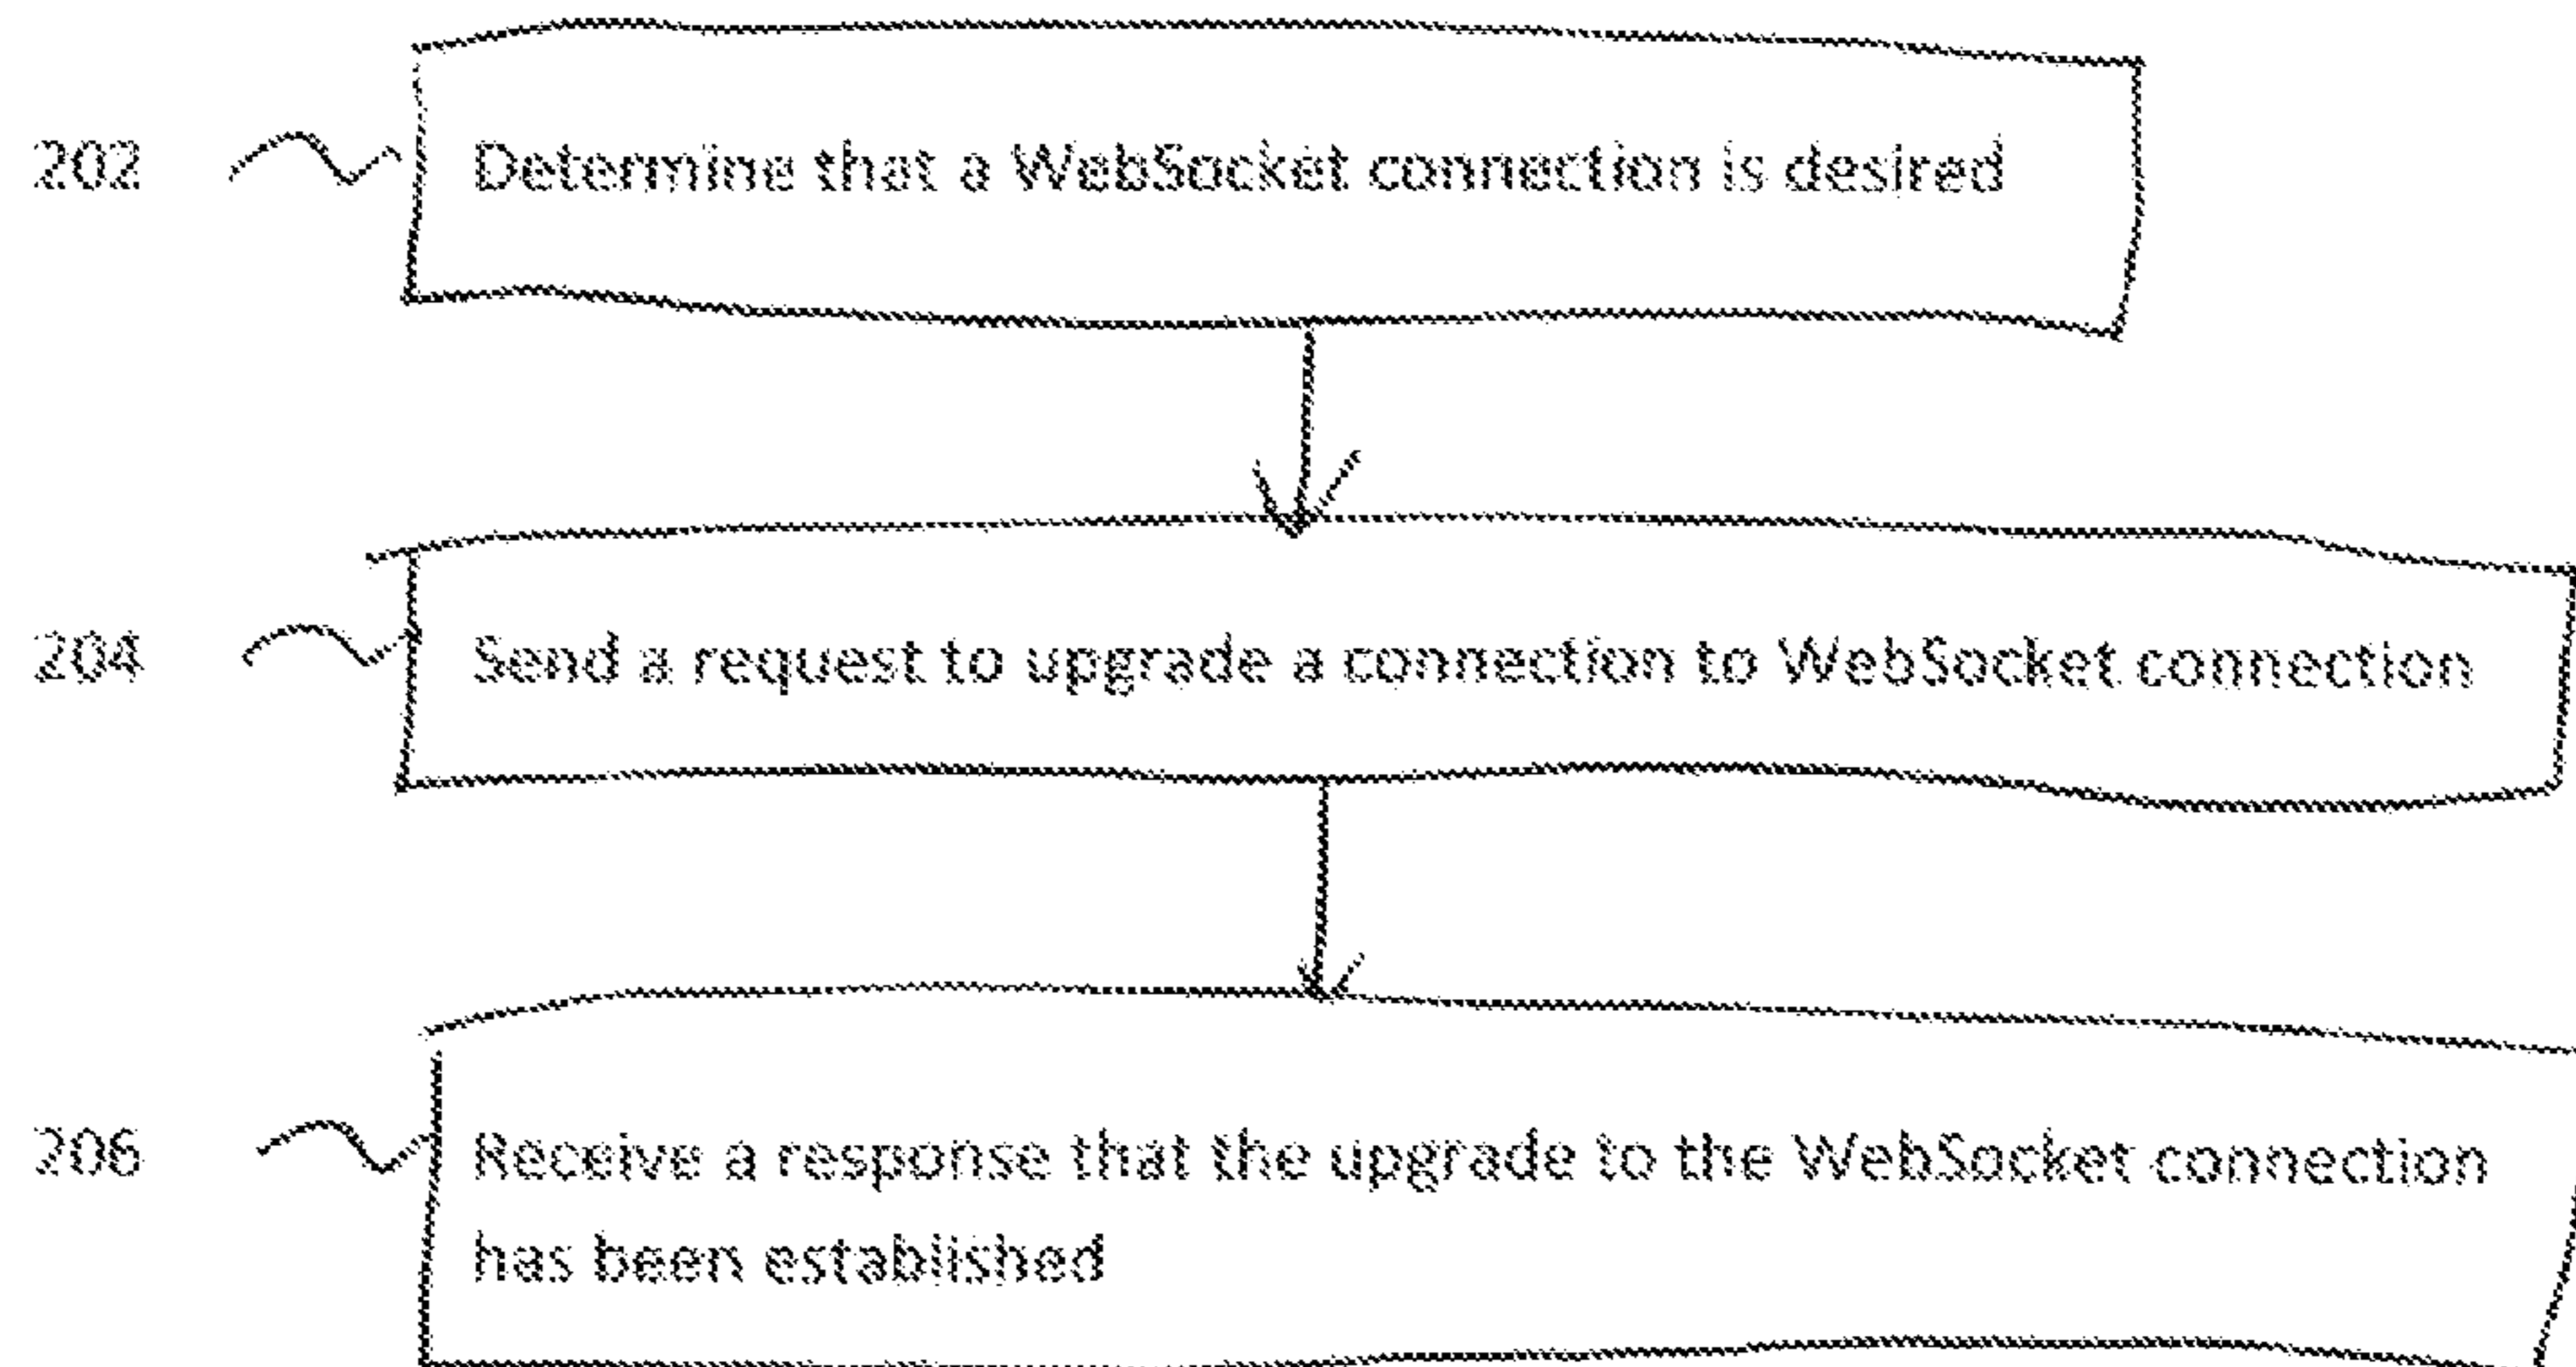 202 Determine that a WebSocket connection is desired
204 Send a request to upgrade a connection to WebSocket connection
206 Receive a response that the upgrade to the WebSocket connection
has been established